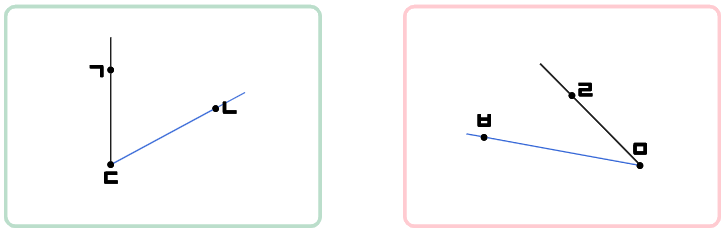 ㄱ
ㄴ
ㄷ
ㄹ
ㅂ
ㅁ